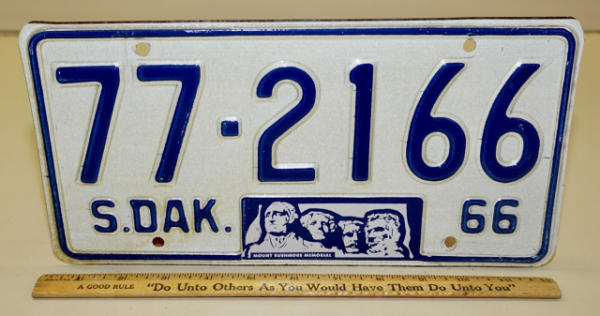 77·2166
S.DAK. 66
MOUNT RUSHMORE MEMORIAL
A GOOD RULE "Do Unto Others As You Would Have Them Do Unto You"